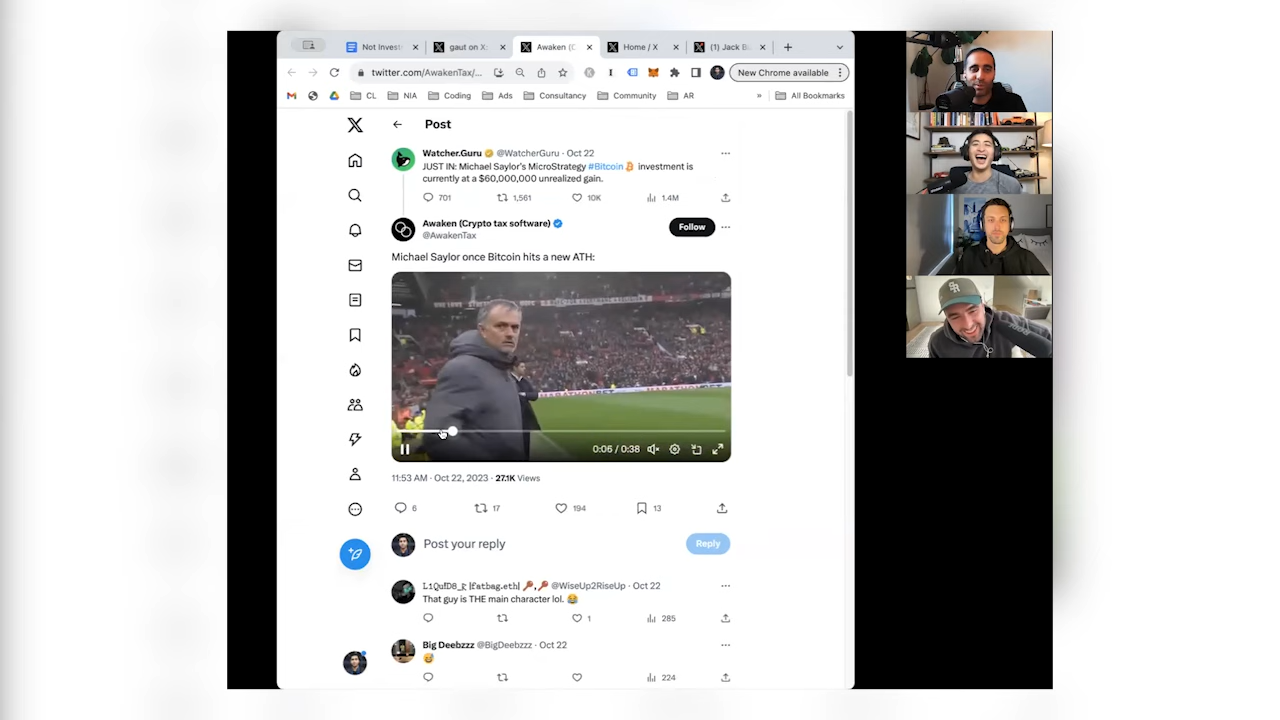 Not Invest
gaut on X:
Awaken (C
Home / X
(1) Jack B
twitter.com/AwakenTax/...
New Chrome available
CL
NIA
Coding
Ads
Consultancy
Community
AR
»
All Bookmarks
Post
Watcher.Guru @WatcherGuru · Oct 22
JUST IN: Michael Saylor's MicroStrategy #Bitcoin investment is
currently at a $60,000,000 unrealized gain.
701 1,561 10K 1.4M
Awaken (Crypto tax software)
@AwakenTax
Follow
Michael Saylor once Bitcoin hits a new ATH:
MARATHONBET
0:06 / 0:38
11:53 AM · Oct 22, 2023 · 27.1K Views
6 17 194 13
Post your reply
Reply
|fatbag.eth| @WiseUp2RiseUp · Oct 22
That guy is THE main character lol. 😂
1 285
Big Deebzzz @BigDeebzzz · Oct 22
😅
224